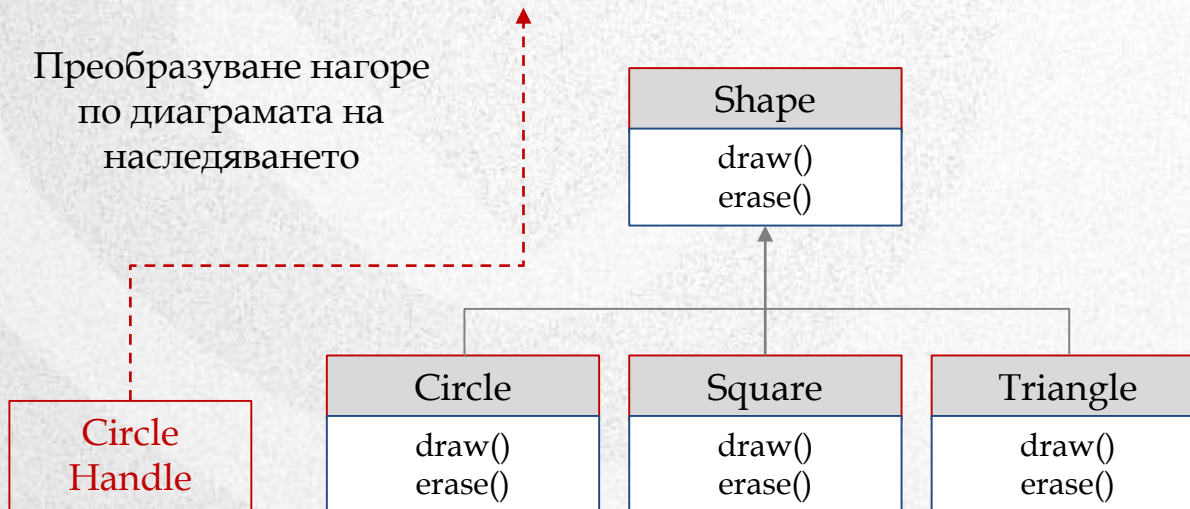 Преобразуване нагоре
по диаграмата на
наследяването
Shape
draw()
erase()
Circle
Handle
Circle
draw()
erase()
Square
draw()
erase()
Triangle
draw()
erase()